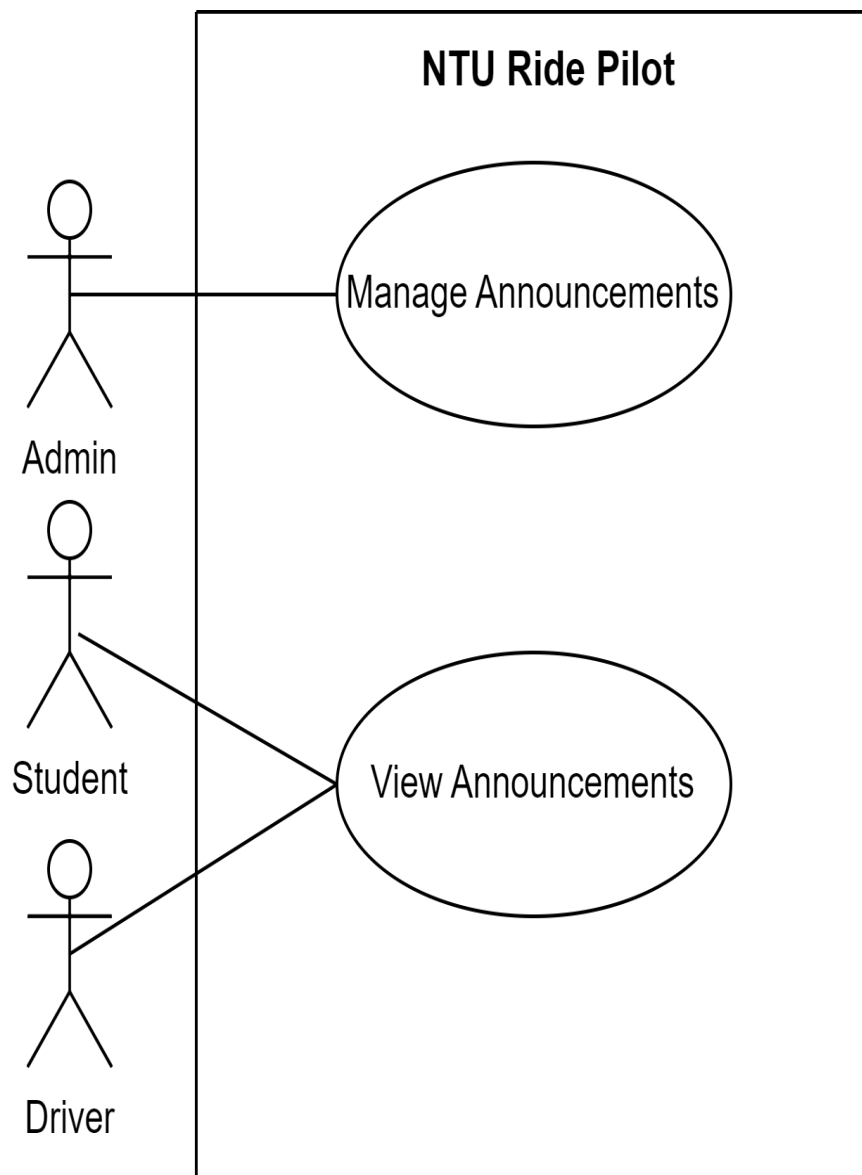 NTU Ride Pilot
Manage Announcements
Admin
Student
View Announcements
Driver